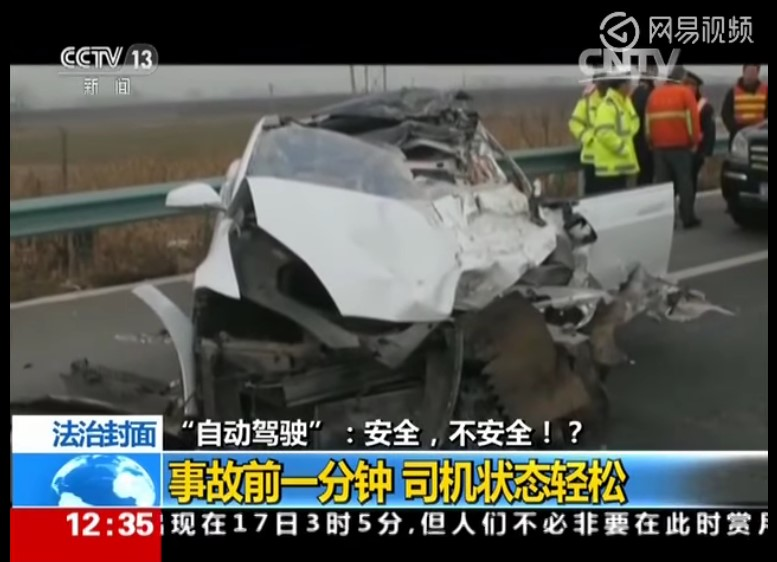 CCTV 13
新闻
网易视频
CNTV
法治封面
“自动驾驶”：安全，不安全！？
事故前一分钟 司机状态轻松
12:35
现在17日3时5分,但人们不必非要在此时赏月